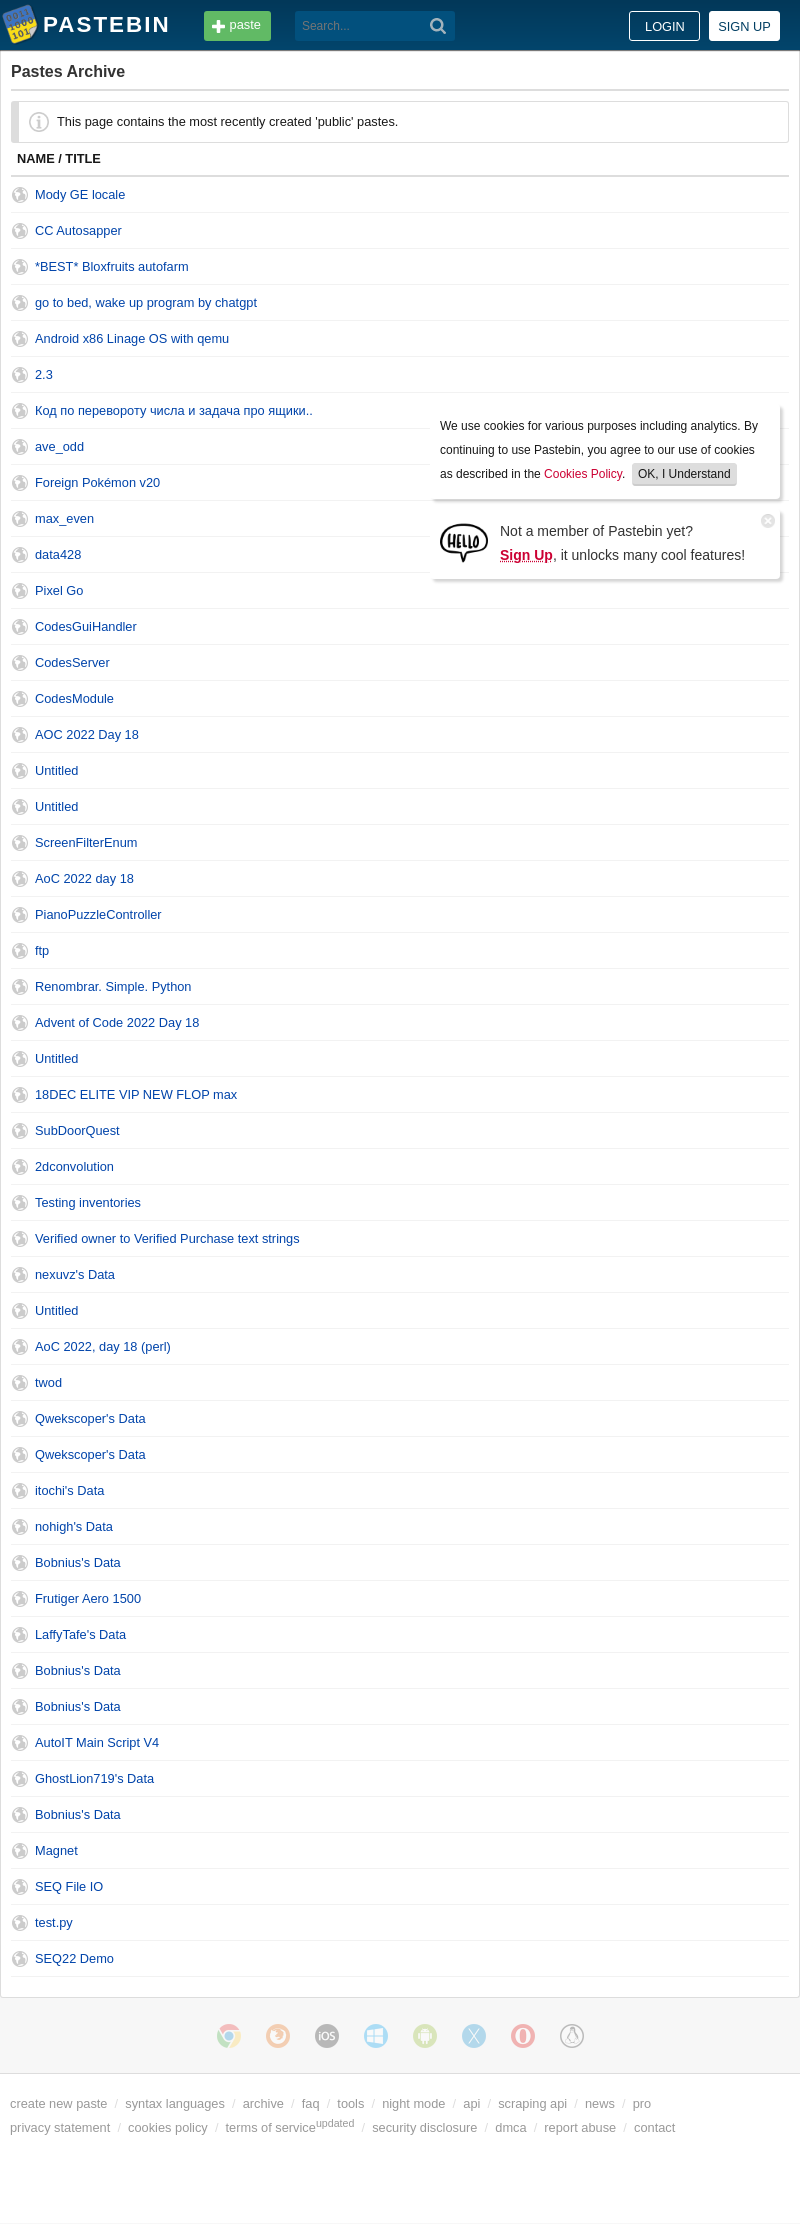 PASTEBIN
paste
Search...
LOGIN
SIGN UP
Pastes Archive
This page contains the most recently created 'public' pastes.
NAME / TITLE
Mody GE locale
CC Autosapper
*BEST* Bloxfruits autofarm
go to bed, wake up program by chatgpt
Android x86 Linage OS with qemu
2.3
Код по перевороту числа и задача про ящики..
ave_odd
Foreign Pokémon v20
max_even
data428
We use cookies for various purposes including analytics. By
continuing to use Pastebin, you agree to our use of cookies
as described in the Cookies Policy. OK, I Understand
HELLO
Not a member of Pastebin yet?
Sign Up, it unlocks many cool features!
Pixel Go
CodesGuiHandler
CodesServer
CodesModule
AOC 2022 Day 18
Untitled
Untitled
ScreenFilterEnum
AoC 2022 day 18
PianoPuzzleController
ftp
Renombrar. Simple. Python
Advent of Code 2022 Day 18
Untitled
18DEC ELITE VIP NEW FLOP max
SubDoorQuest
2dconvolution
Testing inventories
Verified owner to Verified Purchase text strings
nexuvz's Data
Untitled
AoC 2022, day 18 (perl)
twod
Qwekscoper's Data
Qwekscoper's Data
itochi's Data
nohigh's Data
Bobnius's Data
Frutiger Aero 1500
LaffyTafe's Data
Bobnius's Data
Bobnius's Data
AutoIT Main Script V4
GhostLion719's Data
Bobnius's Data
Magnet
SEQ File IO
test.py
SEQ22 Demo
iOS
create new paste / syntax languages / archive / faq / tools / night mode / api / scraping api / news / pro
privacy statement / cookies policy / terms of service updated / security disclosure / dmca / report abuse / contact